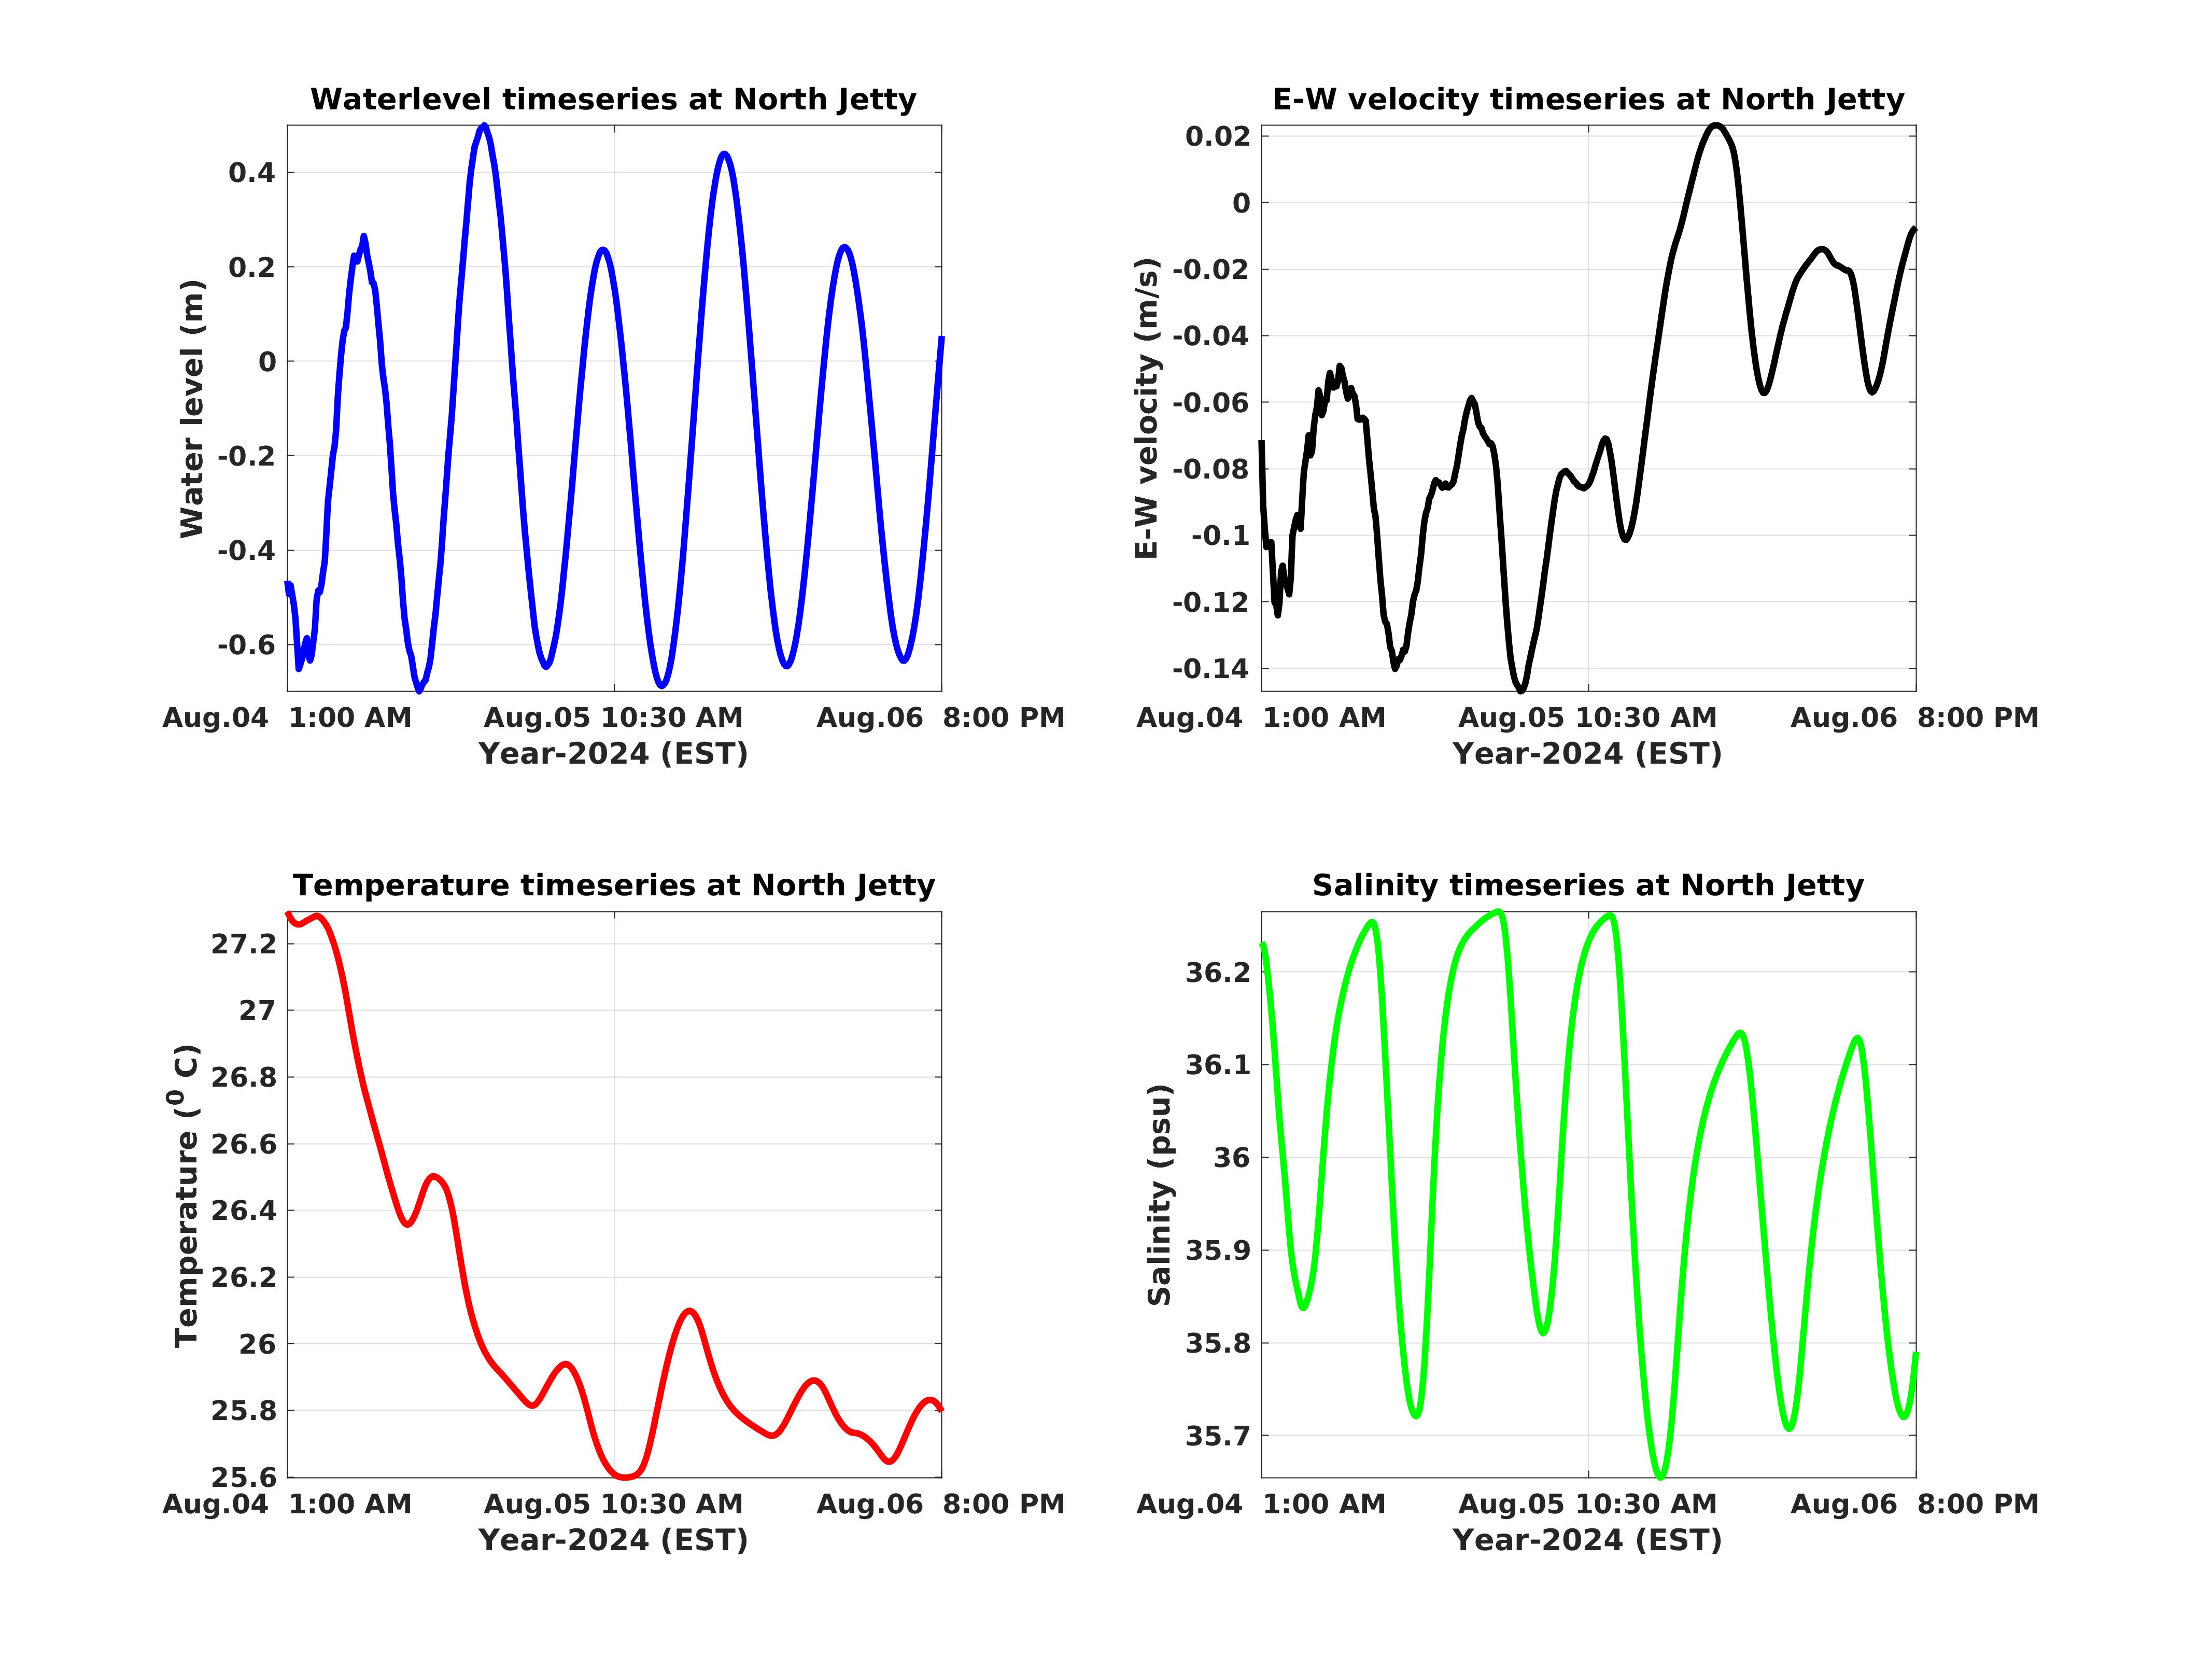 Waterlevel timeseries at North Jetty
0.4
0.2
0
-0.2
-0.4
-0.6
Water level (m)
Aug.04 1:00 AM Aug.05 10:30 AM Aug.06 8:00 PM
Year-2024 (EST)
E-W velocity timeseries at North Jetty
0.02
0
-0.02
-0.04
-0.06
-0.08
-0.1
-0.12
-0.14
E-W velocity (m/s)
Aug.04 1:00 AM Aug.05 10:30 AM Aug.06 8:00 PM
Year-2024 (EST)
Temperature timeseries at North Jetty
27.2
27
26.8
26.6
26.4
26.2
26
25.8
25.6
Temperature (⁰ C)
Aug.04 1:00 AM Aug.05 10:30 AM Aug.06 8:00 PM
Year-2024 (EST)
Salinity timeseries at North Jetty
36.2
36.1
36
35.9
35.8
35.7
Salinity (psu)
Aug.04 1:00 AM Aug.05 10:30 AM Aug.06 8:00 PM
Year-2024 (EST)